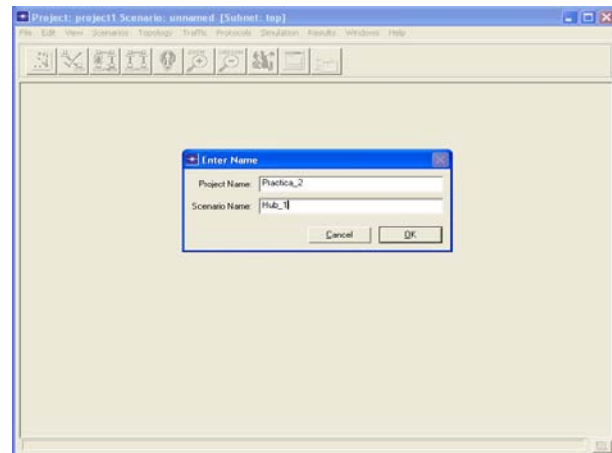 Project: project1 Scenario: unnamed [Subnet: top]
File Edit View Scenarios Topology Traffic Protocols Simulation Results Windows Help
Enter Name
Project Name: Practica_2
Scenario Name: Hub_1
Cancel OK